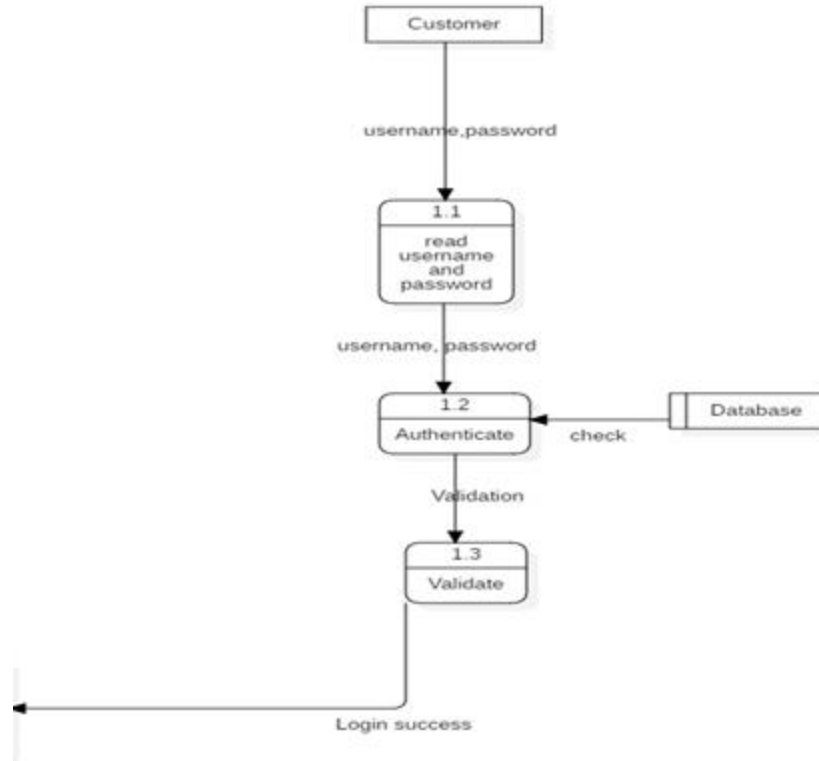 Customer
username,password
1.1
read
username
and
password
username, password
1.2
Authenticate
Database
check
Validation
1.3
Validate
Login success